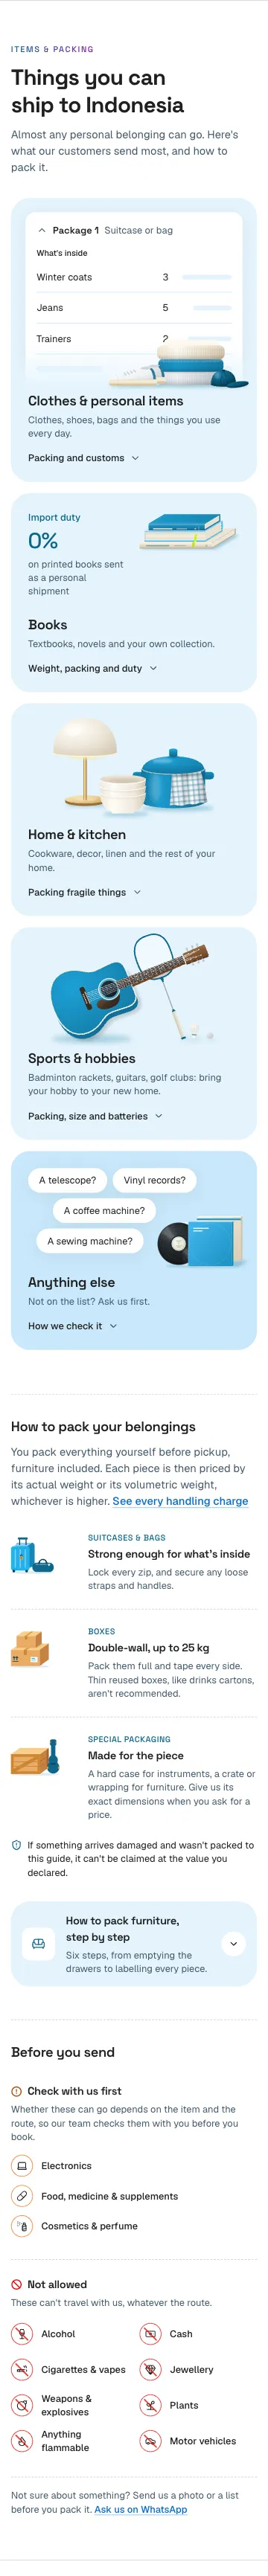 ITEMS & PACKING
Things you can
ship to Indonesia
Almost any personal belonging can go. Here's
what our customers send most, and how to
pack it.
Package 1 Suitcase or bag
What's inside
Winter coats 3
Jeans 5
Trainers 2
Clothes & personal items
Clothes, shoes, bags and the things you use
every day.
Packing and customs
Import duty
0%
on printed books sent
as a personal
shipment
Books
Textbooks, novels and your own collection.
Weight, packing and duty
Home & kitchen
Cookware, decor, linen and the rest of your
home.
Packing fragile things
Sports & hobbies
Badminton rackets, guitars, golf clubs: bring
your hobby to your new home.
Packing, size and batteries
A telescope? Vinyl records?
A coffee machine?
A sewing machine?
Anything else
Not on the list? Ask us first.
How we check it
How to pack your belongings
You pack everything yourself before pickup,
furniture included. Each piece is then priced by
its actual weight or its volumetric weight,
whichever is higher. See every handling charge
SUITCASES & BAGS
Strong enough for what's inside
Lock every zip, and secure any loose
straps and handles.
BOXES
Double-wall, up to 25 kg
Pack them full and tape every side.
Thin reused boxes, like drinks cartons,
aren't recommended.
SPECIAL PACKAGING
Made for the piece
A hard case for instruments, a crate or
wrapping for furniture. Give us its
exact dimensions when you ask for a
price.
If something arrives damaged and wasn't packed to
this guide, it can't be claimed at the value you
declared.
How to pack furniture,
step by step
Six steps, from emptying the
drawers to labelling every piece.
Before you send
Check with us first
Whether these can go depends on the item and the
route, so our team checks them with you before you
book.
Electronics
Food, medicine & supplements
Cosmetics & perfume
Not allowed
These can't travel with us, whatever the route.
Alcohol
Cash
Cigarettes & vapes
Jewellery
Weapons &
explosives
Plants
Anything
flammable
Motor vehicles
Not sure about something? Send us a photo or a list
before you pack it. Ask us on WhatsApp